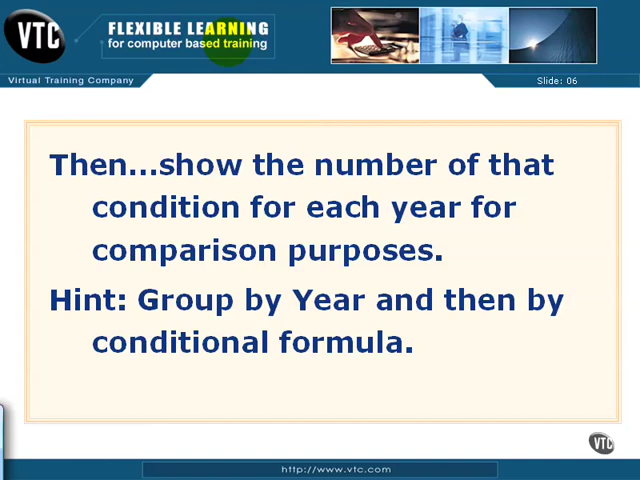 VTC
FLEXIBLE LEARNING
for computer based training
Virtual Training Company
Slide: 06
Then...show the number of that
condition for each year for
comparison purposes.
Hint: Group by Year and then by
conditional formula.
VTC
http://www.vtc.com